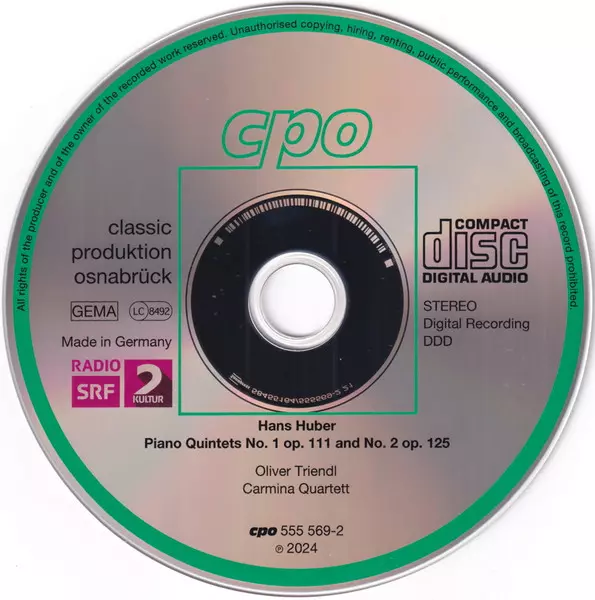 All rights of the producer and of the owner of the recorded work reserved. Unauthorised copying, hiring, renting, public performance and broadcasting of this record prohibited.
cpo
classic
produktion
osnabrück
GEMA LC 8492
Made in Germany
RADIO
SRF 2
KULTUR
COMPACT
disc
DIGITAL AUDIO
STEREO
Digital Recording
DDD
Hans Huber
Piano Quintets No. 1 op. 111 and No. 2 op. 125
Oliver Triendl
Carmina Quartett
cpo 555 569-2
℗ 2024